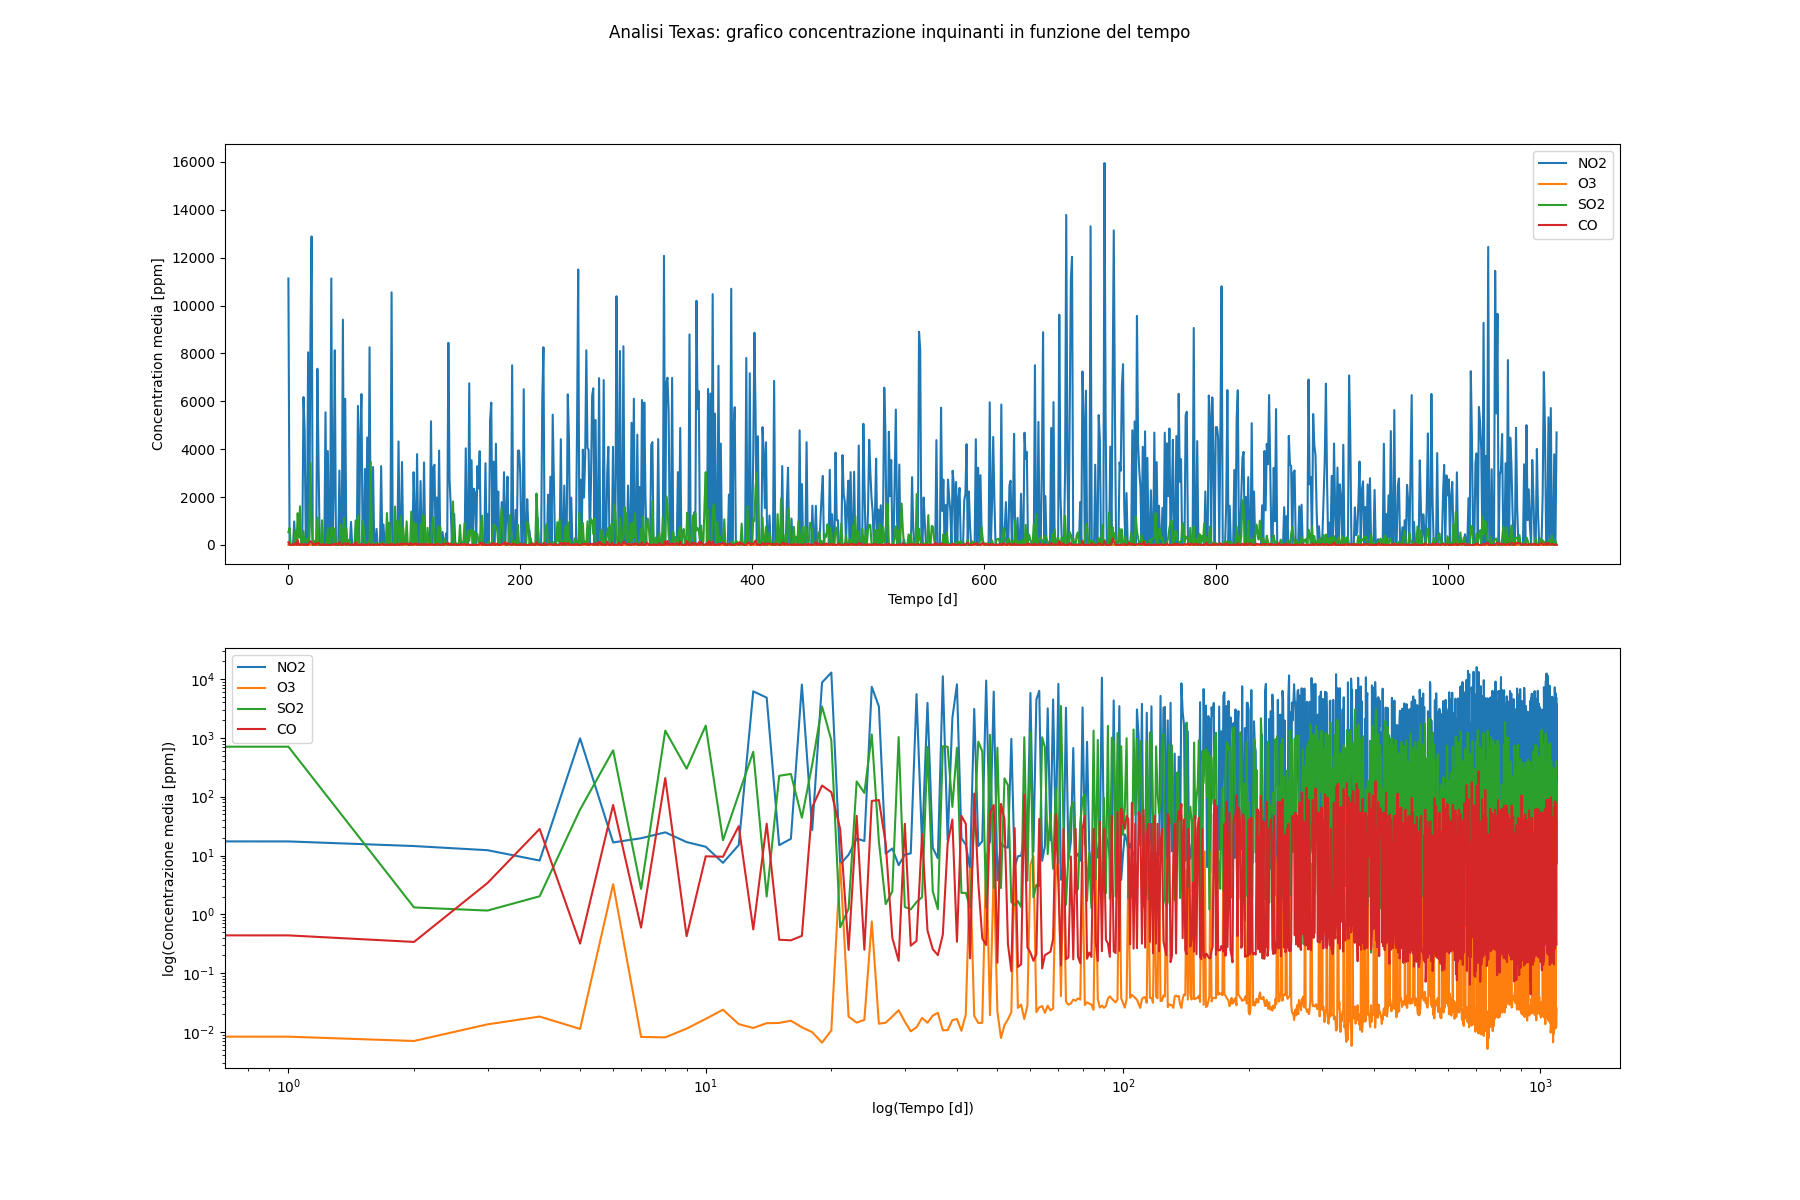 Analisi Texas: grafico concentrazione inquinanti in funzione del tempo
16000
14000
12000
10000
8000
6000
4000
2000
0
Concentration media [ppm]
NO2
O3
SO2
CO
0
200
400
600
800
1000
Tempo [d]
10⁴
10³
10²
10¹
10⁰
10⁻¹
10⁻²
log(Concentrazione media [ppm])
NO2
O3
SO2
CO
10⁰
10¹
10²
10³
log(Tempo [d])